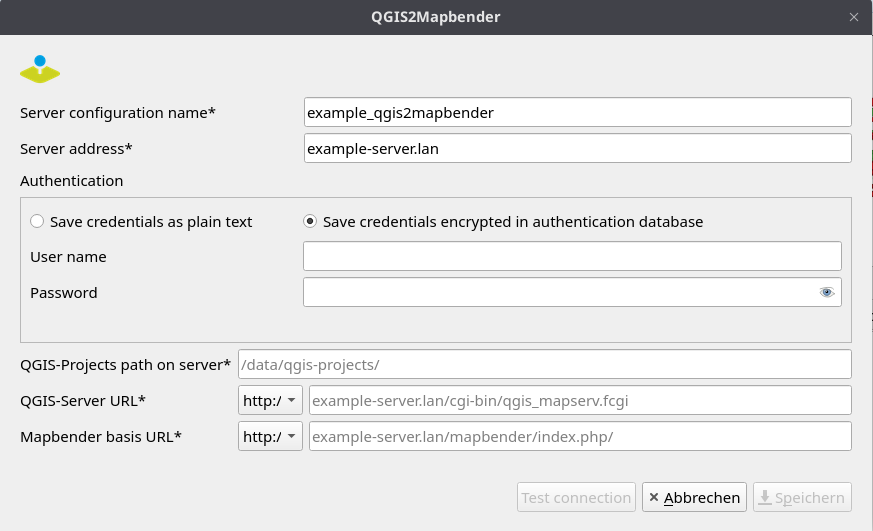 QGIS2Mapbender
Server configuration name* example_qgis2mapbender
Server address* example-server.lan
Authentication
Save credentials as plain text Save credentials encrypted in authentication database
User name
Password
QGIS-Projects path on server* /data/qgis-projects/
QGIS-Server URL* http:/ example-server.lan/cgi-bin/qgis_mapserv.fcgi
Mapbender basis URL* http:/ example-server.lan/mapbender/index.php/
Test connection Abbrechen Speichern